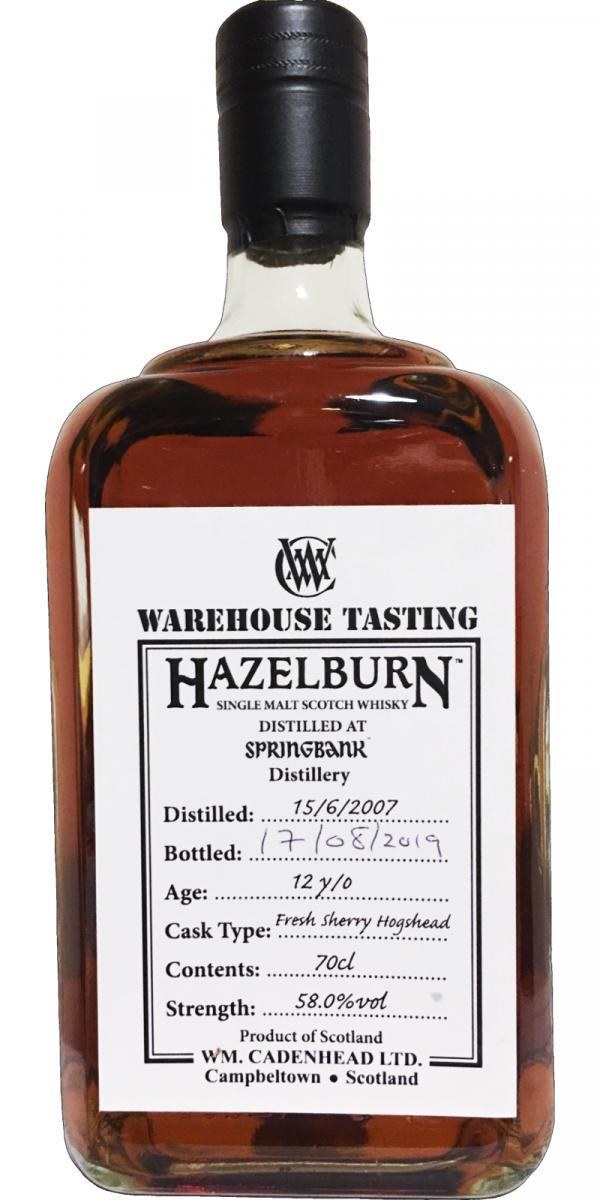 WAREHOUSE TASTING
HAZELBURN™
SINGLE MALT SCOTCH WHISKY
DISTILLED AT
SPRINGBANK™
Distillery
Distilled: 15/6/2007
Bottled: 17/08/2019
Age: 12 y/o
Cask Type: Fresh Sherry Hogshead
Contents: 70cl
Strength: 58.0%vol
Product of Scotland
WM. CADENHEAD LTD.
Campbeltown • Scotland